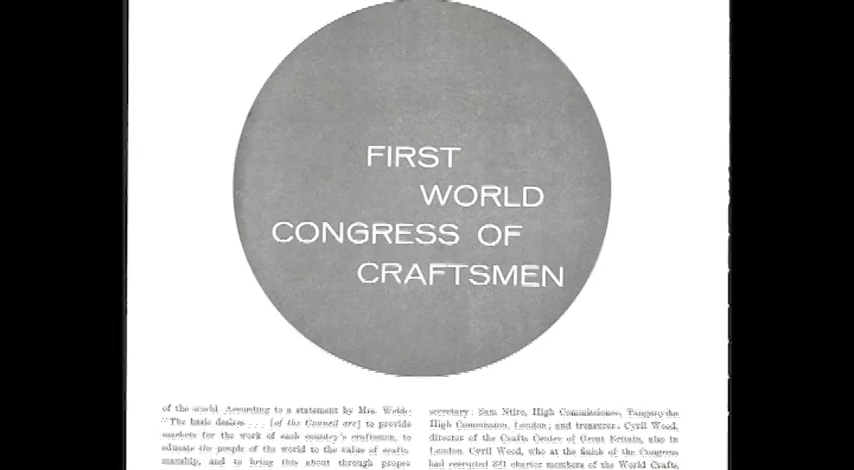 FIRST
WORLD
CONGRESS OF
CRAFTSMEN
of the world. According to a statement by Mrs. Webb:
"The basic desires . . . [of the Council are] to provide
markets for the work of each country's craftsmen, to
educate the people of the world to the value of crafts-
manship, and to bring this about through proper
secretary; Sam Ntiro, High Commissioner, Tanganyika
High Commission, London; and treasurer, Cyril Wood,
director of the Crafts Center of Great Britain, also in
London. Cyril Wood, who at the finish of the Congress
had recruited 281 charter members of the World Crafts